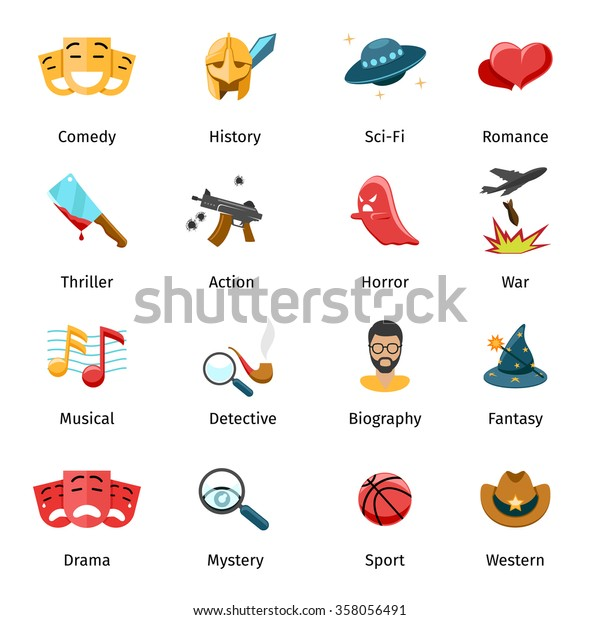 Comedy History Sci-Fi Romance
Thriller Action Horror War
shutterstock
Musical Detective Biography Fantasy
Drama Mystery Sport Western
shutterstock.com · 358056491